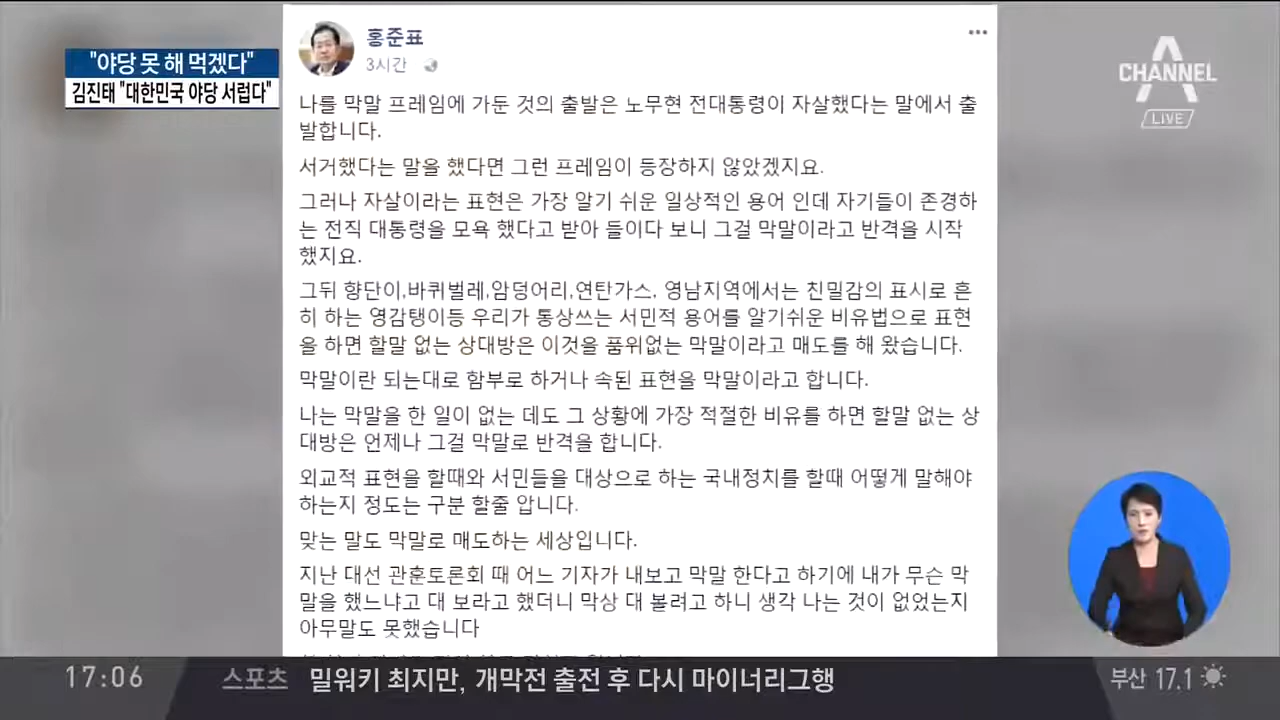 "야당 못 해 먹겠다"
김진태 "대한민국 야당 서럽다"
홍준표
3시간
CHANNEL
LIVE
나를 막말 프레임에 가둔 것의 출발은 노무현 전대통령이 자살했다는 말에서 출
발합니다.
서거했다는 말을 했다면 그런 프레임이 등장하지 않았겠지요.
그러나 자살이라는 표현은 가장 알기 쉬운 일상적인 용어 인데 자기들이 존경하
는 전직 대통령을 모욕 했다고 받아 들이다 보니 그걸 막말이라고 반격을 시작
했지요.
그뒤 향단이,바퀴벌레,암덩어리,연탄가스, 영남지역에서는 친밀감의 표시로 흔
히 하는 영감탱이등 우리가 통상쓰는 서민적 용어를 알기쉬운 비유법으로 표현
을 하면 할말 없는 상대방은 이것을 품위없는 막말이라고 매도를 해 왔습니다.
막말이란 되는대로 함부로 하거나 속된 표현을 막말이라고 합니다.
나는 막말을 한 일이 없는 데도 그 상황에 가장 적절한 비유를 하면 할말 없는 상
대방은 언제나 그걸 막말로 반격을 합니다.
외교적 표현을 할때와 서민들을 대상으로 하는 국내정치를 할때 어떻게 말해야
하는지 정도는 구분 할줄 압니다.
맞는 말도 막말로 매도하는 세상입니다.
지난 대선 관훈토론회 때 어느 기자가 내보고 막말 한다고 하기에 내가 무슨 막
말을 했느냐고 대 보라고 했더니 막상 대 볼려고 하니 생각 나는 것이 없었는지
아무말도 못했습니다
17:06
스포츠
밀워키 최지만, 개막전 출전 후 다시 마이너리그행
부산 17.1